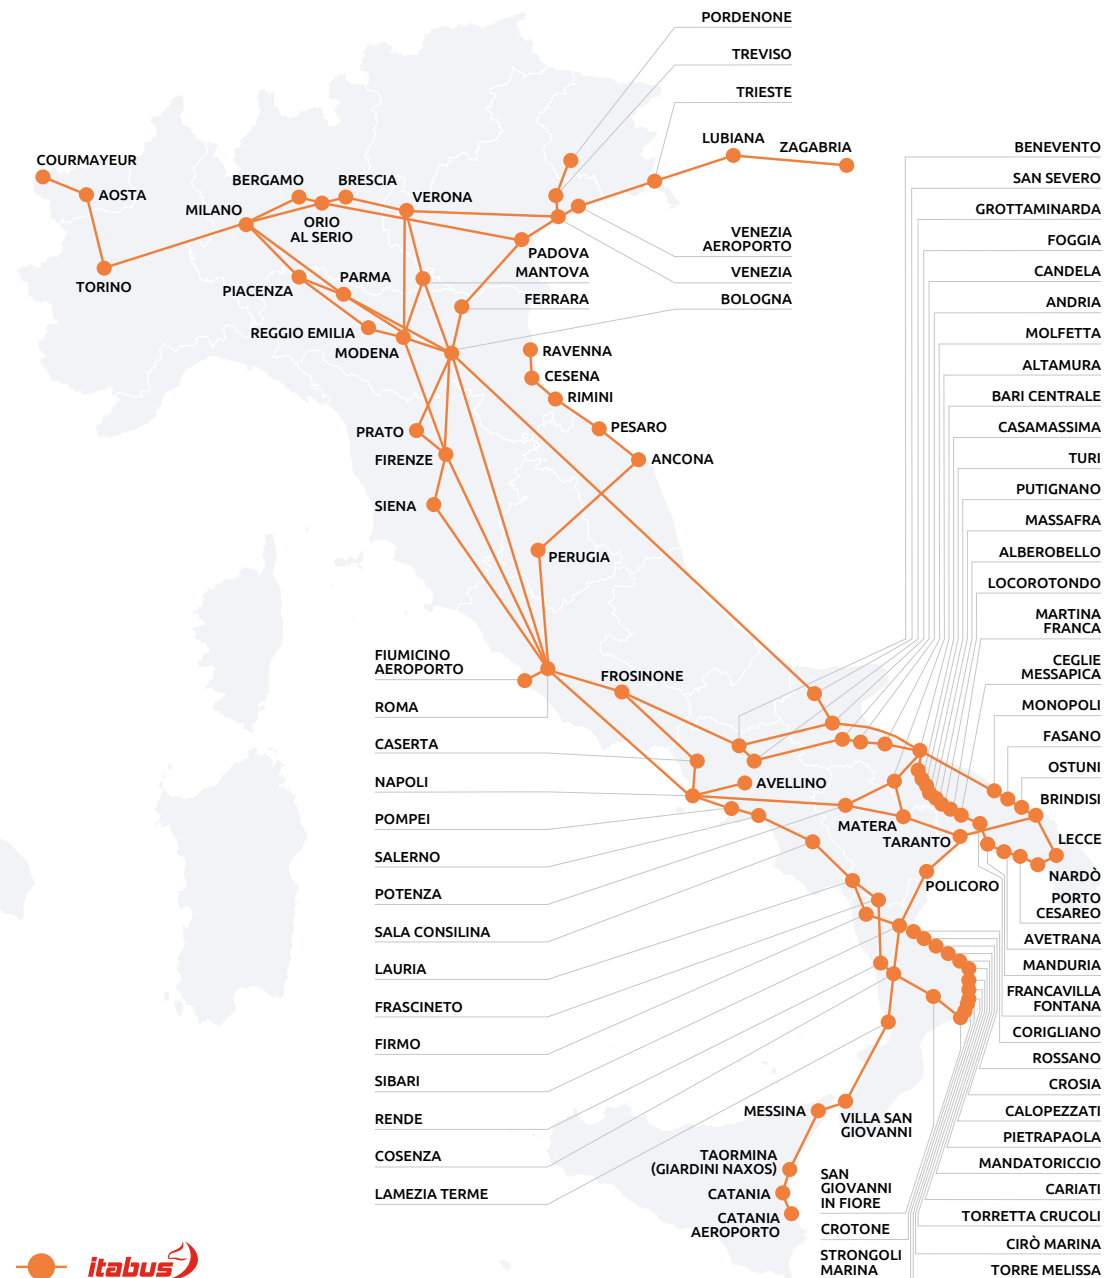 PORDENONE
TREVISO
TRIESTE
LUBIANA
ZAGABRIA
COURMAYEUR
AOSTA
BERGAMO
BRESCIA
VERONA
MILANO
ORIO
AL SERIO
TORINO
PADOVA
MANTOVA
FERRARA
VENEZIA
AEROPORTO
VENEZIA
BOLOGNA
PARMA
PIACENZA
REGGIO EMILIA
MODENA
RAVENNA
CESENA
RIMINI
PESARO
ANCONA
PRATO
FIRENZE
SIENA
PERUGIA
BENEVENTO
SAN SEVERO
GROTTAMINARDA
FOGGIA
CANDELA
ANDRIA
MOLFETTA
ALTAMURA
BARI CENTRALE
CASAMASSIMA
TURI
PUTIGNANO
MASSAFRA
ALBEROBELLO
LOCOROTONDO
MARTINA
FRANCA
CEGLIE
MESSAPICA
MONOPOLI
FASANO
OSTUNI
BRINDISI
LECCE
NARDÒ
PORTO
CESAREO
AVETRANA
MANDURIA
FRANCAVILLA
FONTANA
CORIGLIANO
ROSSANO
CROSIA
CALOPEZZATI
PIETRAPAOLA
MANDATORICCIO
CARIATI
TORRETTA CRUCOLI
CIRÒ MARINA
TORRE MELISSA
FIUMICINO
AEROPORTO
ROMA
FROSINONE
CASERTA
NAPOLI
AVELLINO
POMPEI
SALERNO
POTENZA
SALA CONSILINA
LAURIA
FRASCINETO
FIRMO
SIBARI
RENDE
COSENZA
LAMEZIA TERME
MATERA
TARANTO
POLICORO
MESSINA
VILLA SAN
GIOVANNI
TAORMINA
(GIARDINI NAXOS)
CATANIA
CATANIA
AEROPORTO
SAN
GIOVANNI
IN FIORE
CROTONE
STRONGOLI
MARINA
itabus